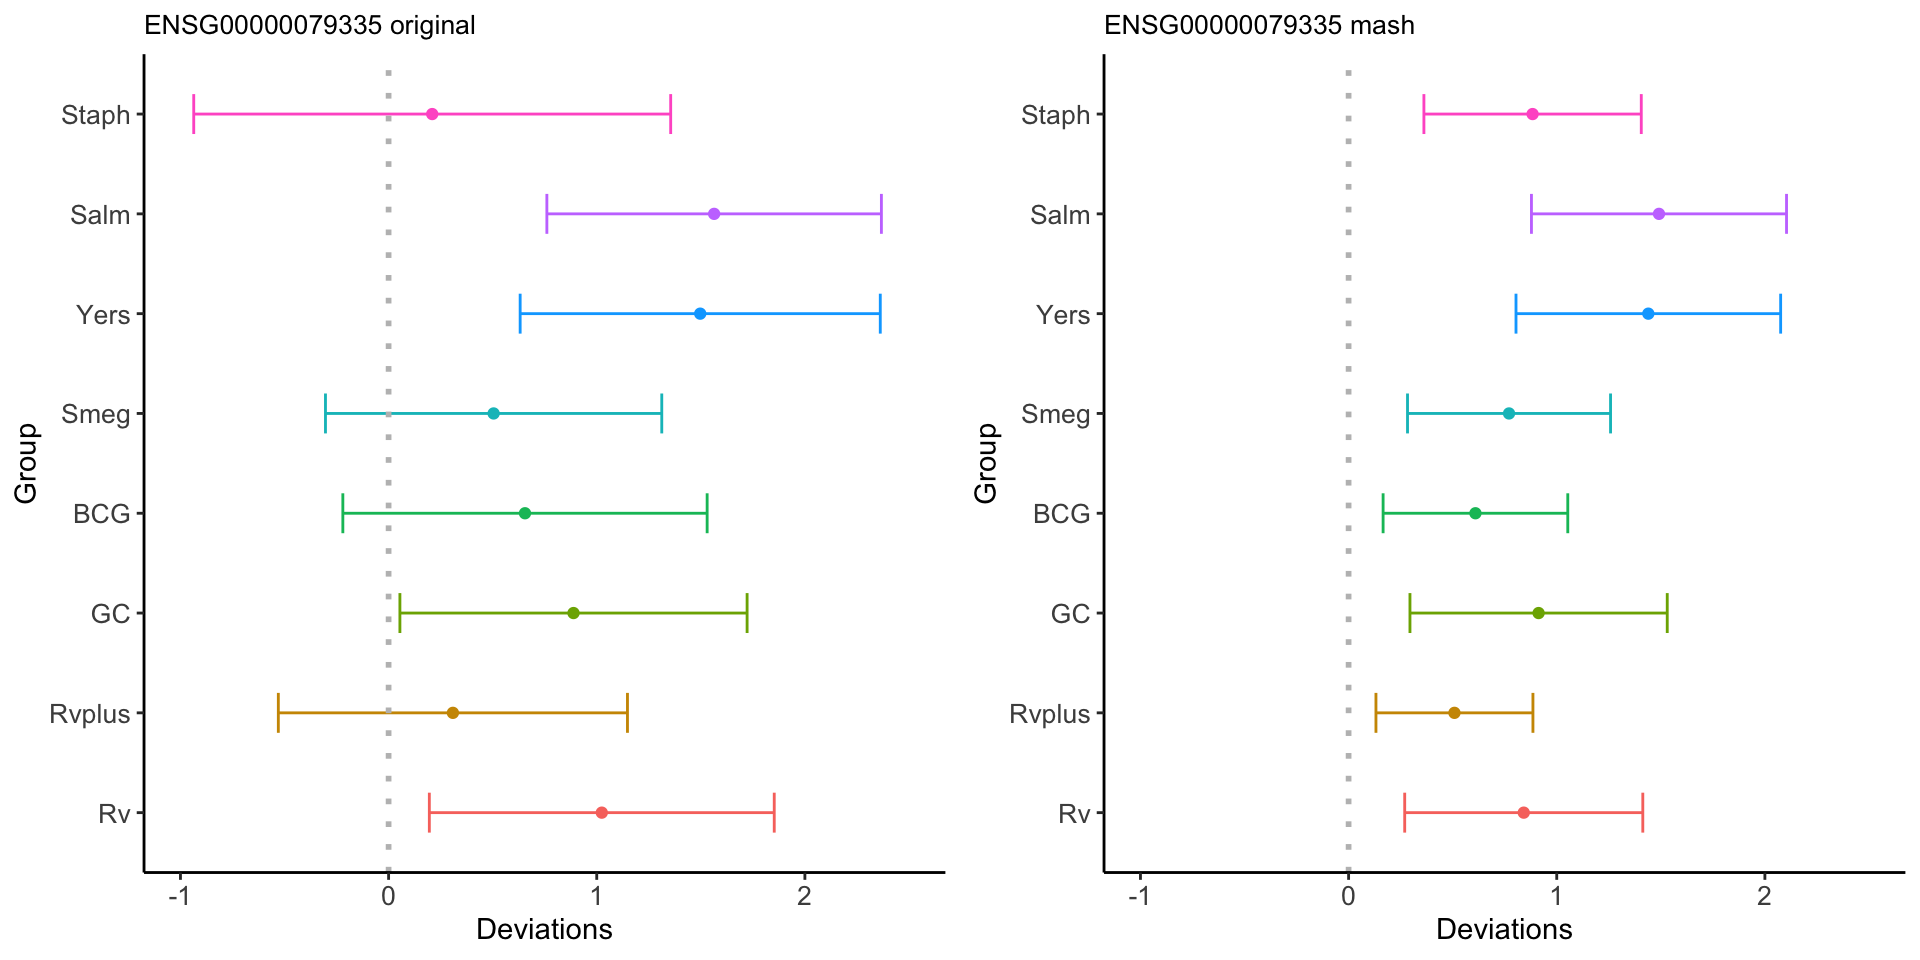 ENSG00000079335 original
Staph
Salm
Yers
Smeg
BCG
GC
Rvplus
Rv
Group
-1 0 1 2
Deviations
ENSG00000079335 mash
Staph
Salm
Yers
Smeg
BCG
GC
Rvplus
Rv
Group
-1 0 1 2
Deviations